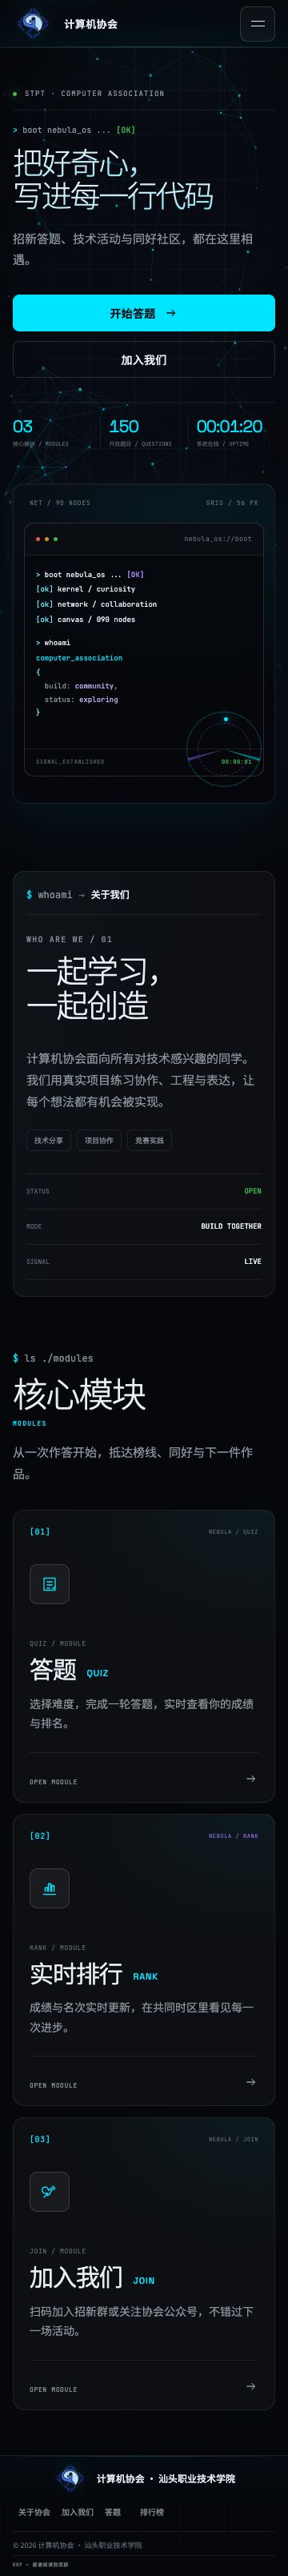 计算机协会
STPT · COMPUTER ASSOCIATION
> boot nebula_os ... [OK]
把好奇心，
写进每一行代码
招新答题、技术活动与同好社区，都在这里相
遇。
开始答题 →
加入我们
03 150 00:01:20
核心模块 / MODULES 开放题目 / QUESTIONS 系统在线 / UPTIME
NET / 90 NODES GRID / 56 PX
nebula_os://boot
> boot nebula_os ... [OK]
[ok] kernel / curiosity
[ok] network / collaboration
[ok] canvas / 090 nodes
> whoami
computer_association
{
build: community,
status: exploring
}
SIGNAL_ESTABLISHED 00:00:01
$ whoami → 关于我们
WHO ARE WE / 01
一起学习，
一起创造
计算机协会面向所有对技术感兴趣的同学。
我们用真实项目练习协作、工程与表达，让
每个想法都有机会被实现。
技术分享 项目协作 竞赛实践
STATUS OPEN
MODE BUILD TOGETHER
SIGNAL LIVE
$ ls ./modules
核心模块
MODULES
从一次作答开始，抵达榜线、同好与下一件作
品。
[01] NEBULA / QUIZ
QUIZ / MODULE
答题 QUIZ
选择难度，完成一轮答题，实时查看你的成绩
与排名。
OPEN MODULE →
[02] NEBULA / RANK
RANK / MODULE
实时排行 RANK
成绩与名次实时更新，在共同时区里看见每一
次进步。
OPEN MODULE →
[03] NEBULA / JOIN
JOIN / MODULE
加入我们 JOIN
扫码加入招新群或关注协会公众号，不错过下
一场活动。
OPEN MODULE →
计算机协会 · 汕头职业技术学院
关于协会 加入我们 答题 排行榜
© 2026 计算机协会 · 汕头职业技术学院
EOF — 感谢阅读到底部